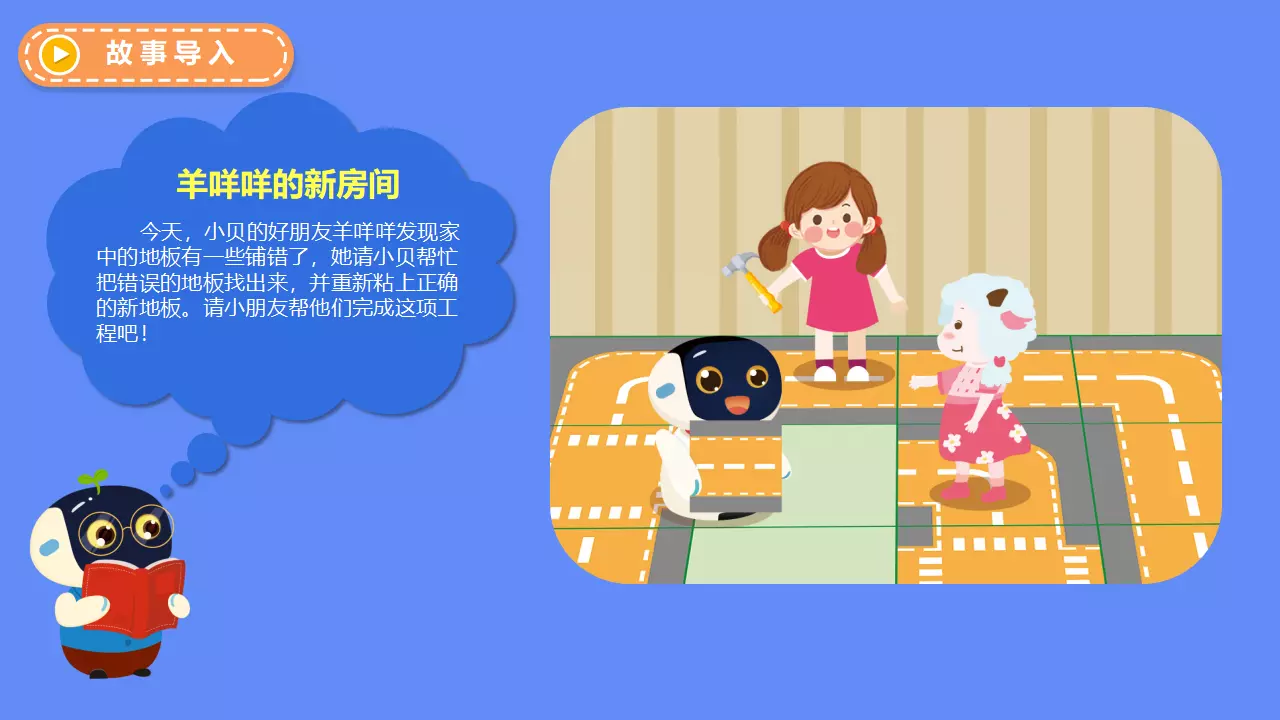 故事导入
羊咩咩的新房间
今天，小贝的好朋友羊咩咩发现家
中的地板有一些铺错了，她请小贝帮忙
把错误的地板找出来，并重新粘上正确
的新地板。请小朋友帮他们完成这项工
程吧！